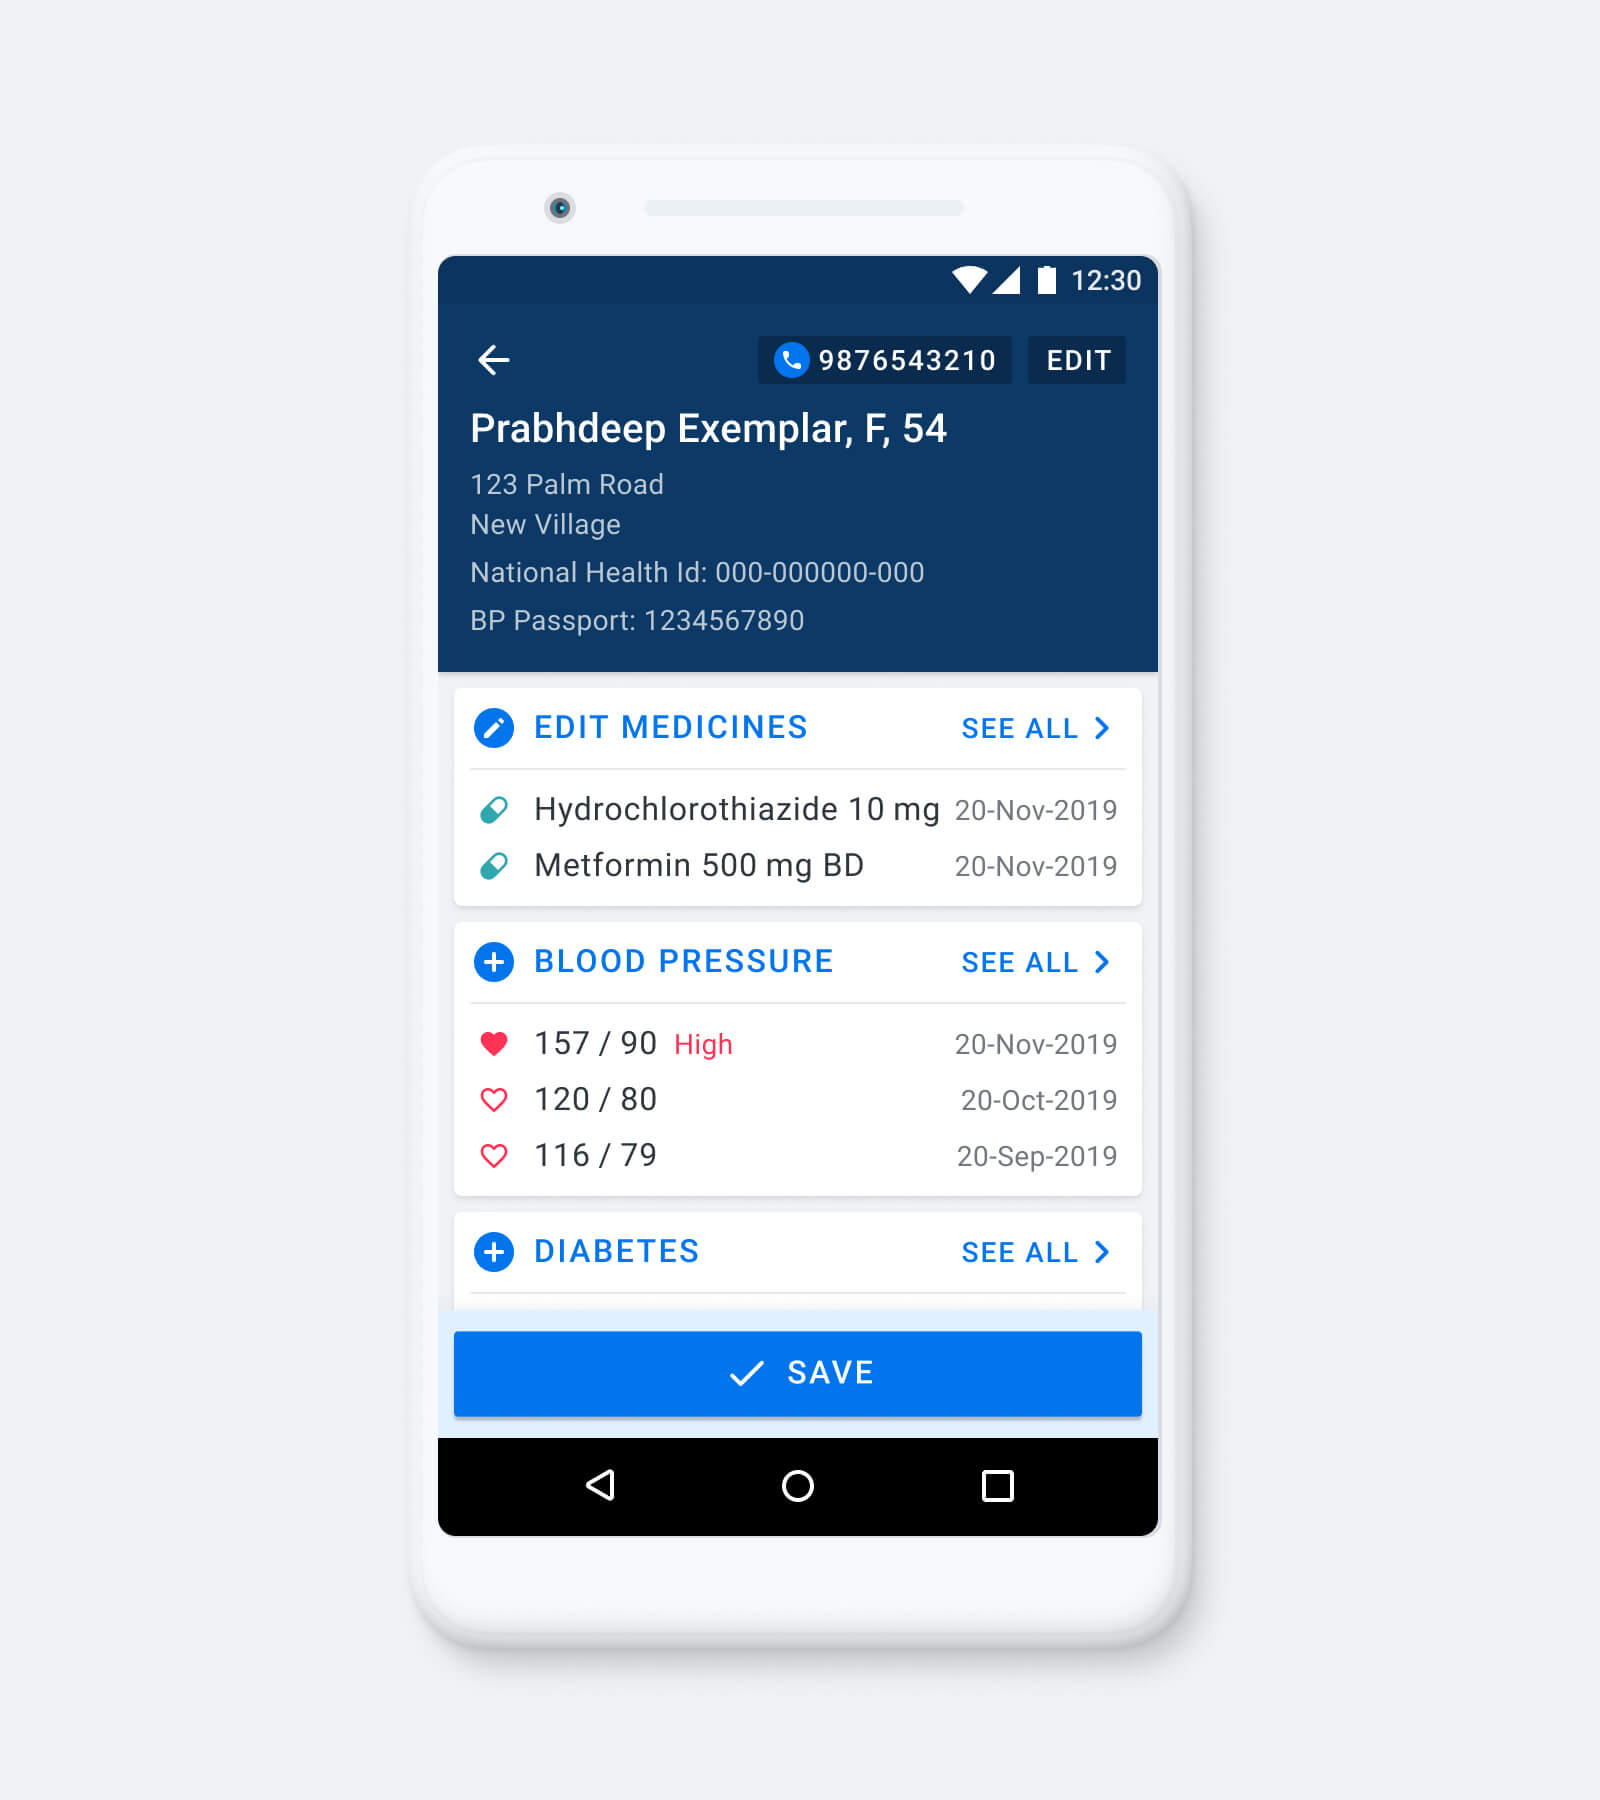 12:30
9876543210 EDIT
Prabhdeep Exemplar, F, 54
123 Palm Road
New Village
National Health Id: 000-000000-000
BP Passport: 1234567890
EDIT MEDICINES SEE ALL
Hydrochlorothiazide 10 mg 20-Nov-2019
Metformin 500 mg BD 20-Nov-2019
BLOOD PRESSURE SEE ALL
157 / 90 High 20-Nov-2019
120 / 80 20-Oct-2019
116 / 79 20-Sep-2019
DIABETES SEE ALL
SAVE